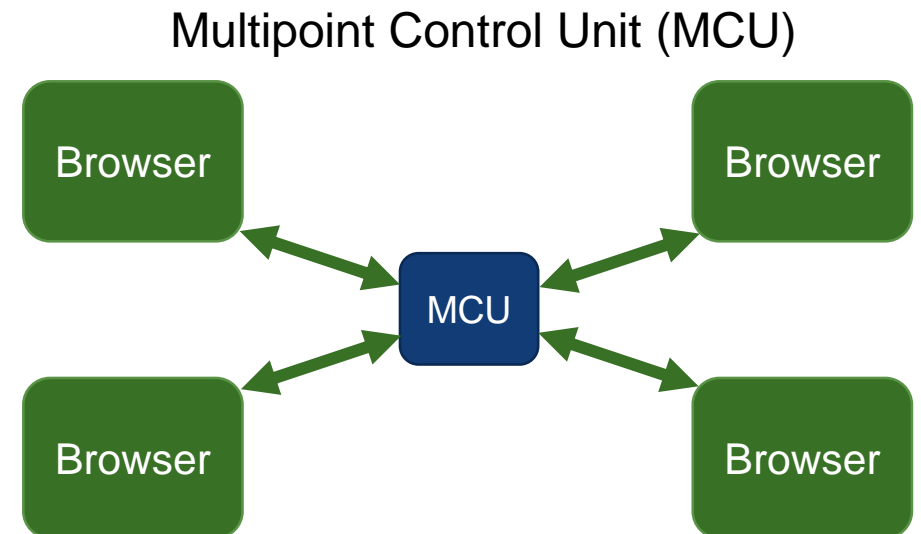 Multipoint Control Unit (MCU)
Browser
Browser
MCU
Browser
Browser